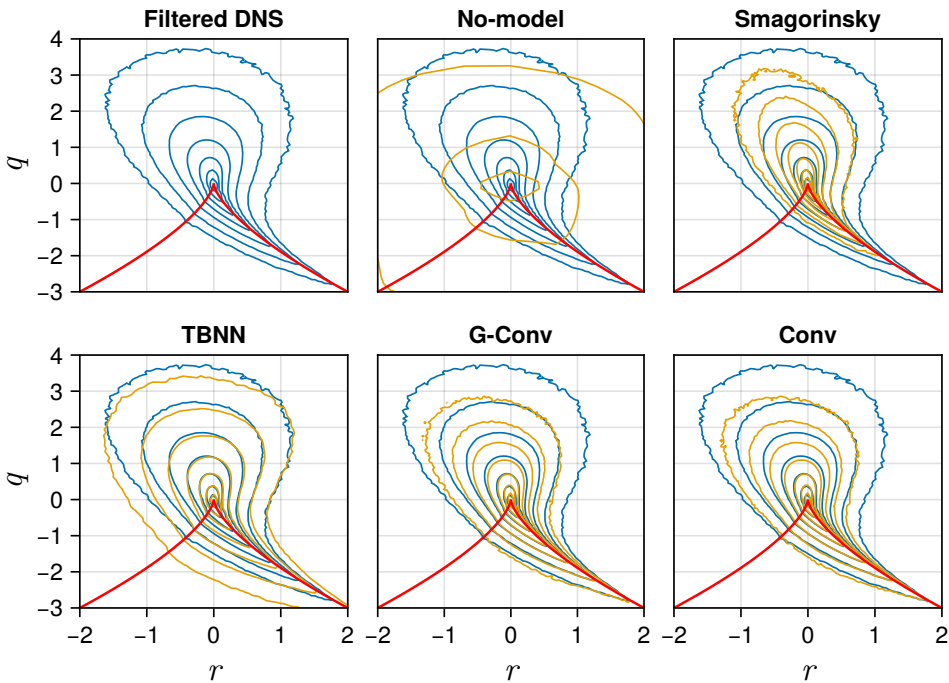 Filtered DNS No-model Smagorinsky
4
3
2
1
0
−1
−2
−3
q
TBNN G-Conv Conv
4
3
2
1
0
−1
−2
−3
q
−2 −1 0 1 2 −2 −1 0 1 2 −2 −1 0 1 2
r r r